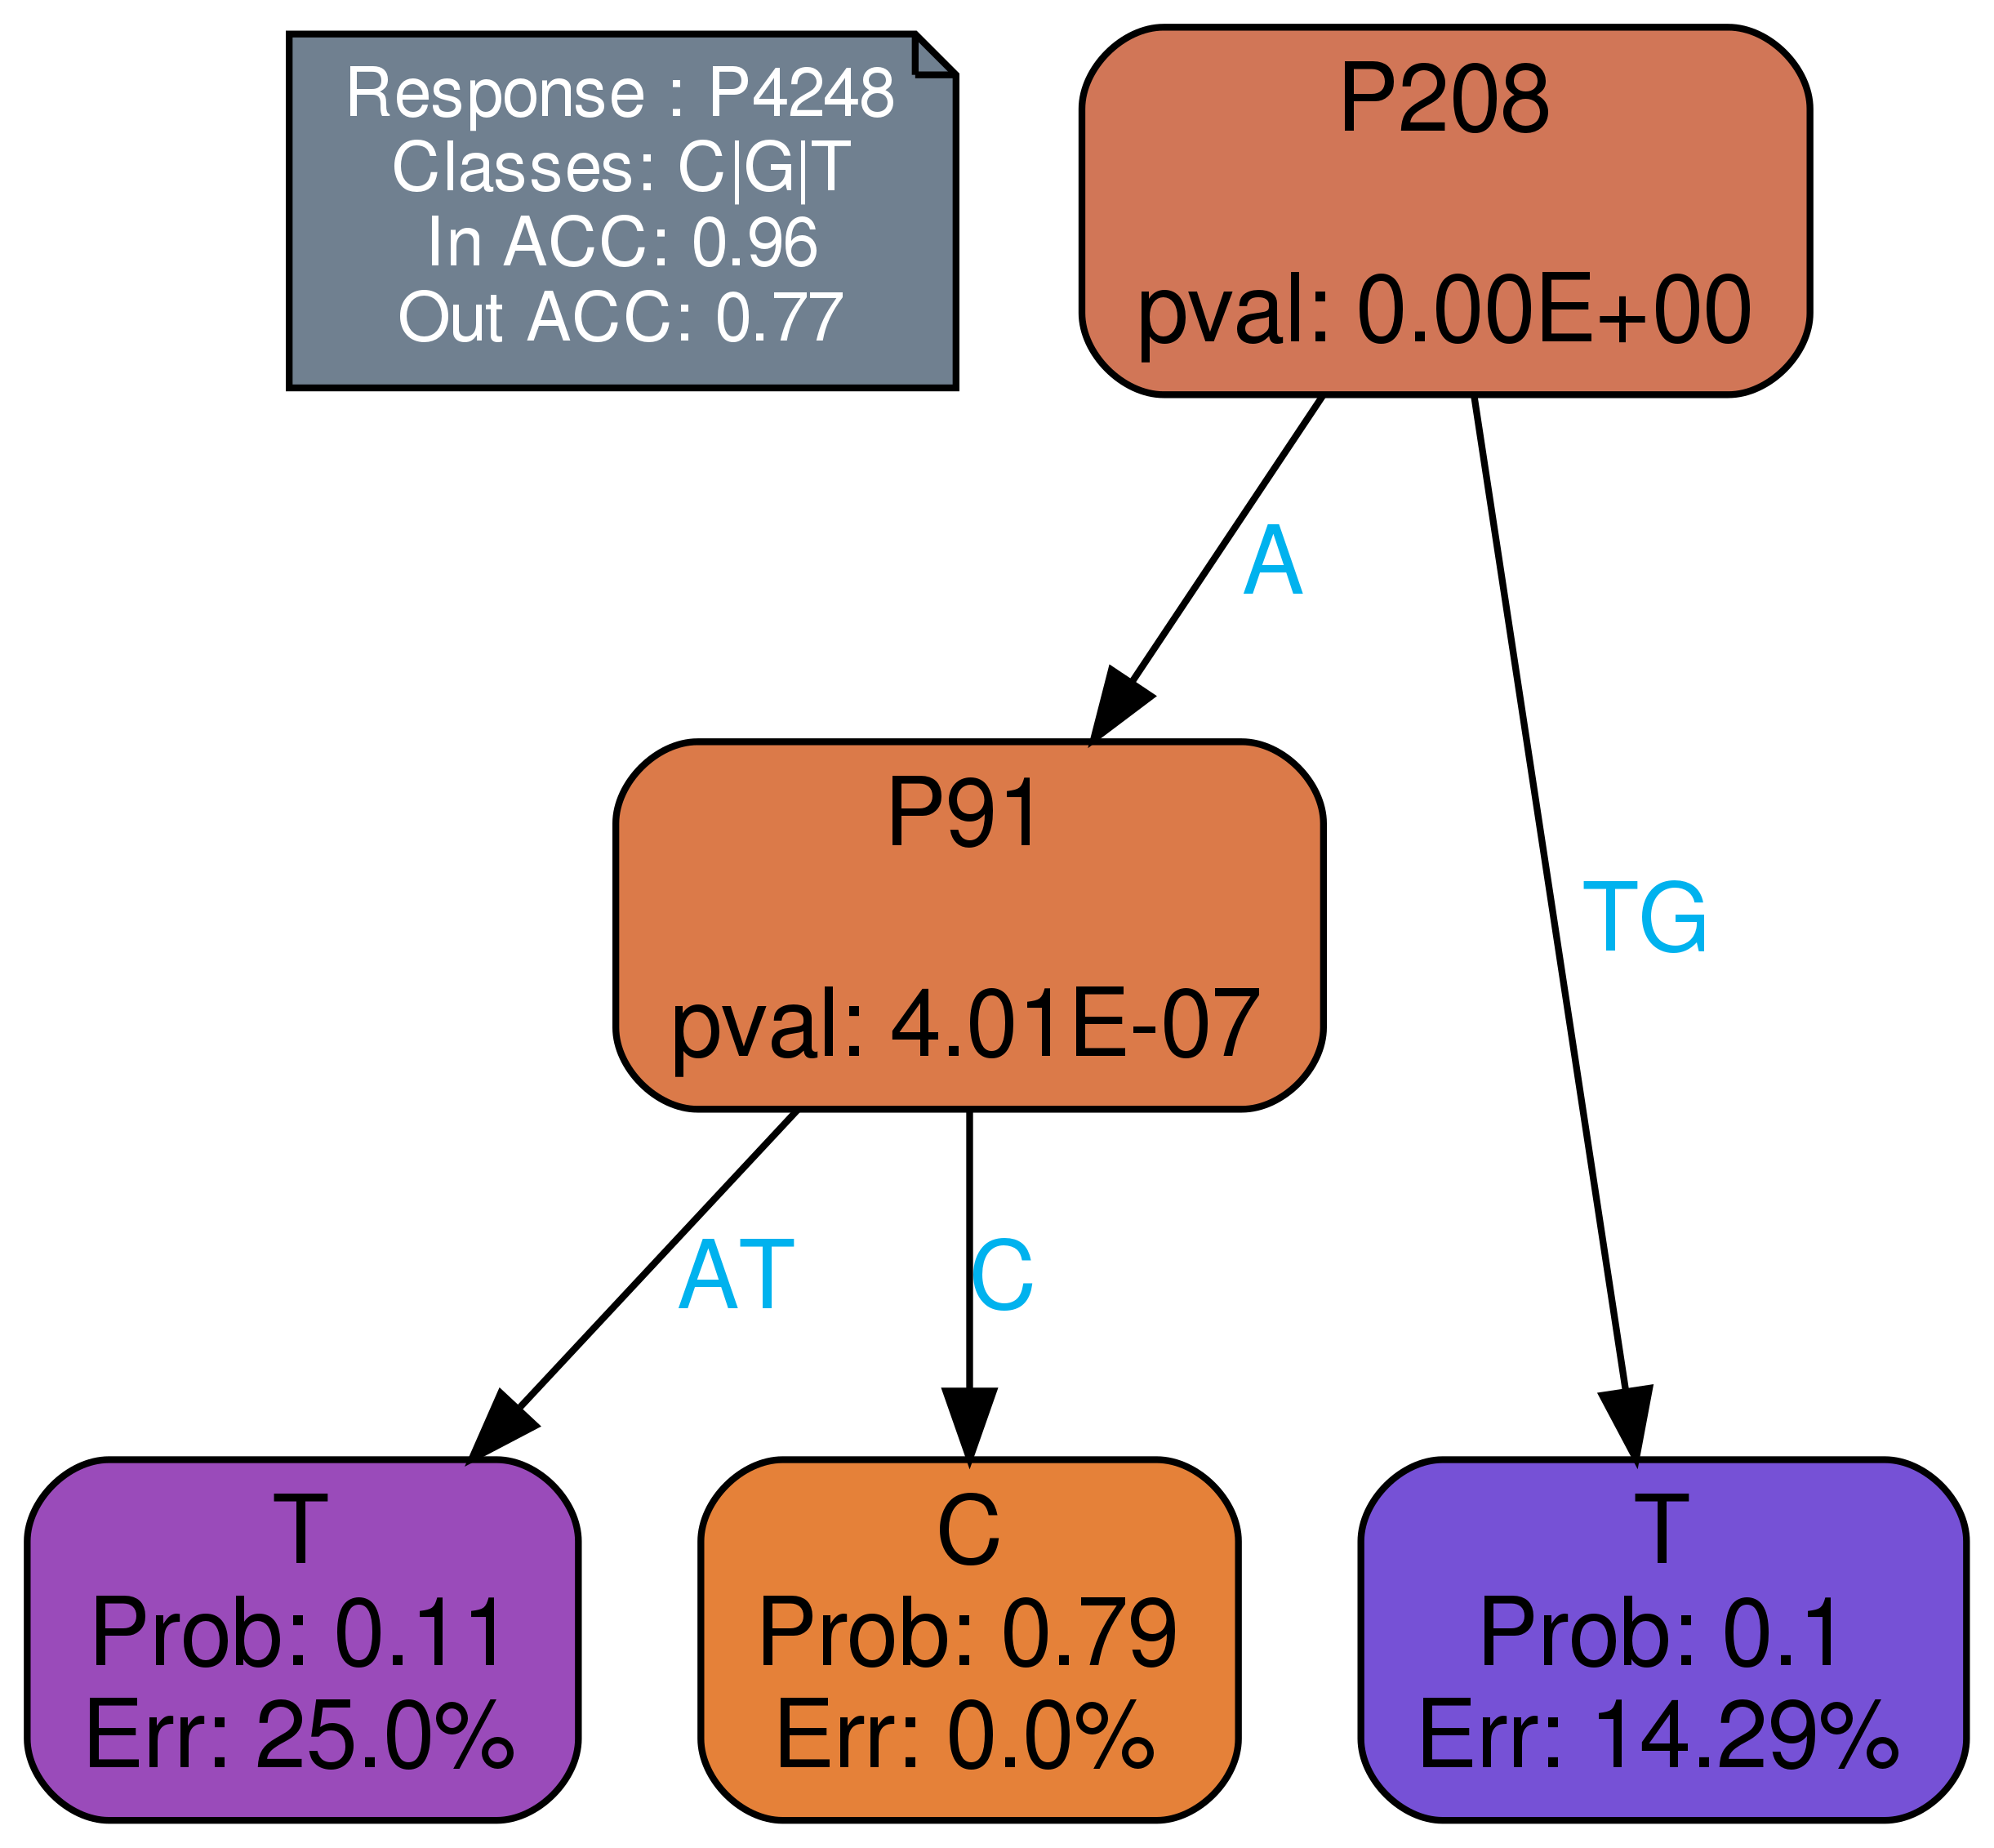 Response : P4248
Classes: C|G|T
In ACC: 0.96
Out ACC: 0.77
P208
pval: 0.00E+00
A
TG
P91
pval: 4.01E-07
AT
C
T
Prob: 0.11
Err: 25.0%
C
Prob: 0.79
Err: 0.0%
T
Prob: 0.1
Err: 14.29%